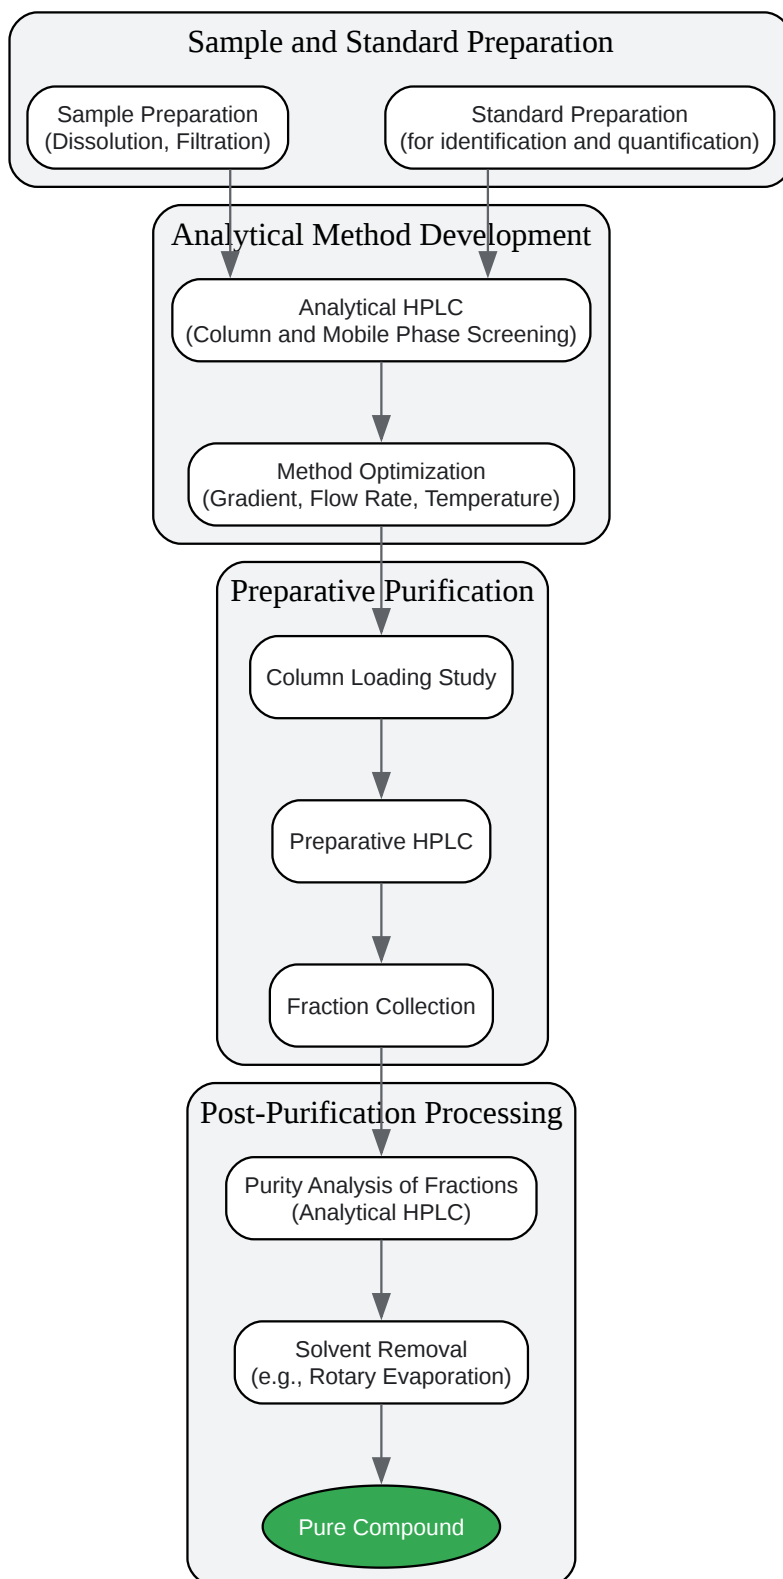 Sample and Standard Preparation
Sample Preparation
(Dissolution, Filtration)
Standard Preparation
(for identification and quantification)
Analytical Method Development
Analytical HPLC
(Column and Mobile Phase Screening)
Method Optimization
(Gradient, Flow Rate, Temperature)
Preparative Purification
Column Loading Study
Preparative HPLC
Fraction Collection
Post-Purification Processing
Purity Analysis of Fractions
(Analytical HPLC)
Solvent Removal
(e.g., Rotary Evaporation)
Pure Compound